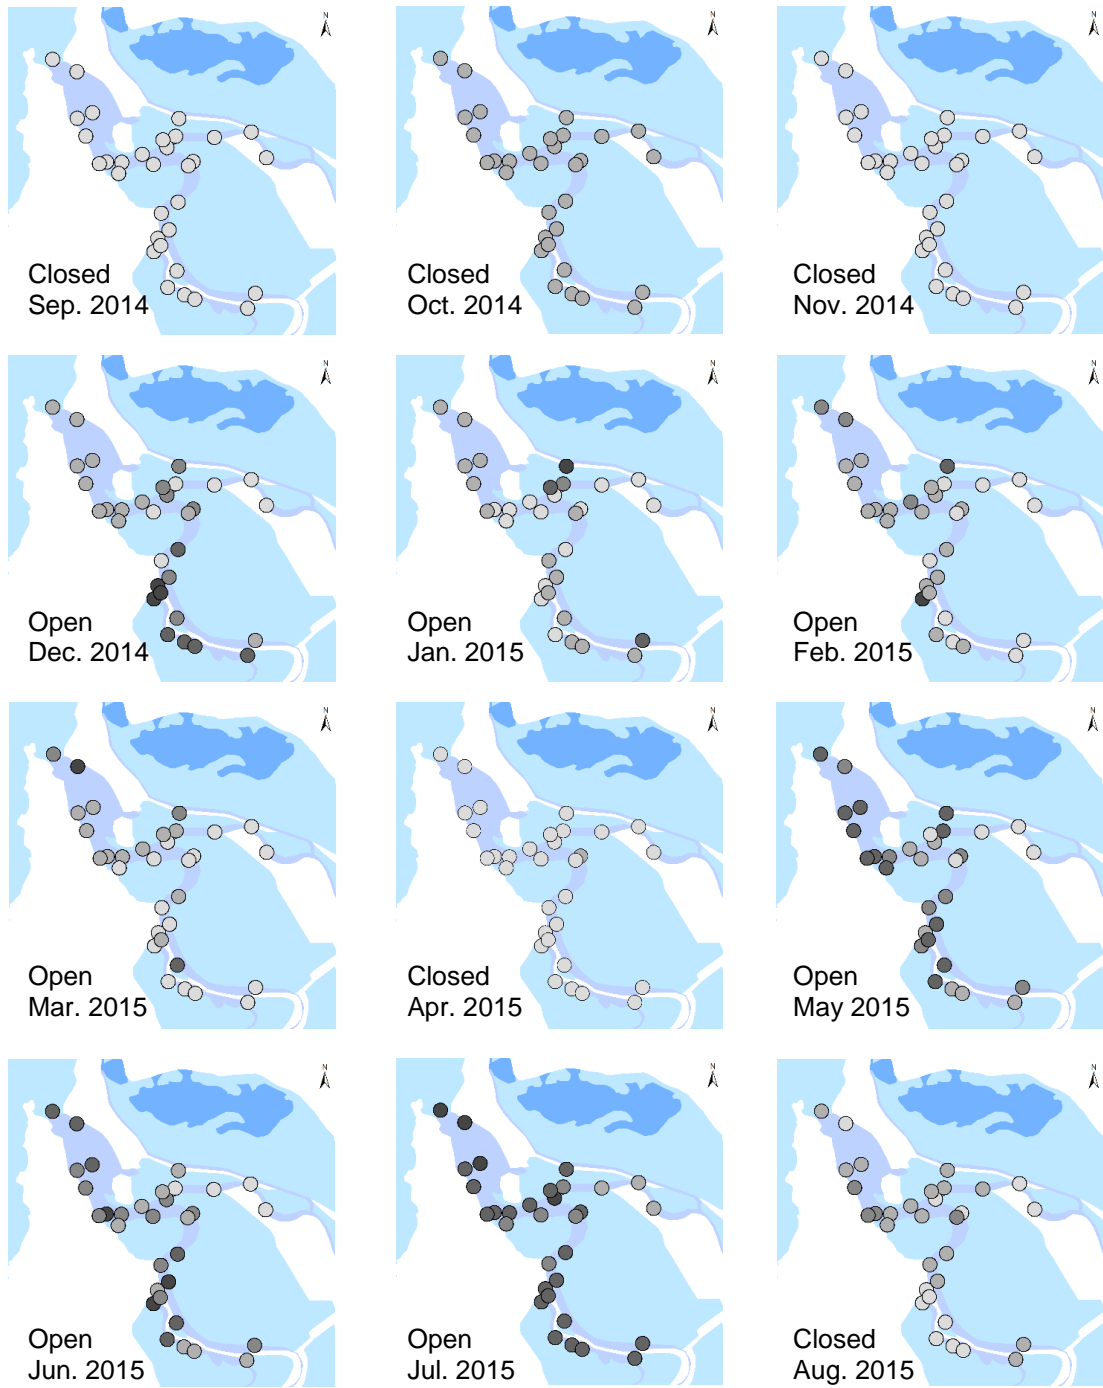 N
N
N
Closed
Sep. 2014
Closed
Oct. 2014
Closed
Nov. 2014
N
N
N
Open
Dec. 2014
Open
Jan. 2015
Open
Feb. 2015
N
N
N
Open
Mar. 2015
Closed
Apr. 2015
Open
May 2015
N
N
N
Open
Jun. 2015
Open
Jul. 2015
Closed
Aug. 2015